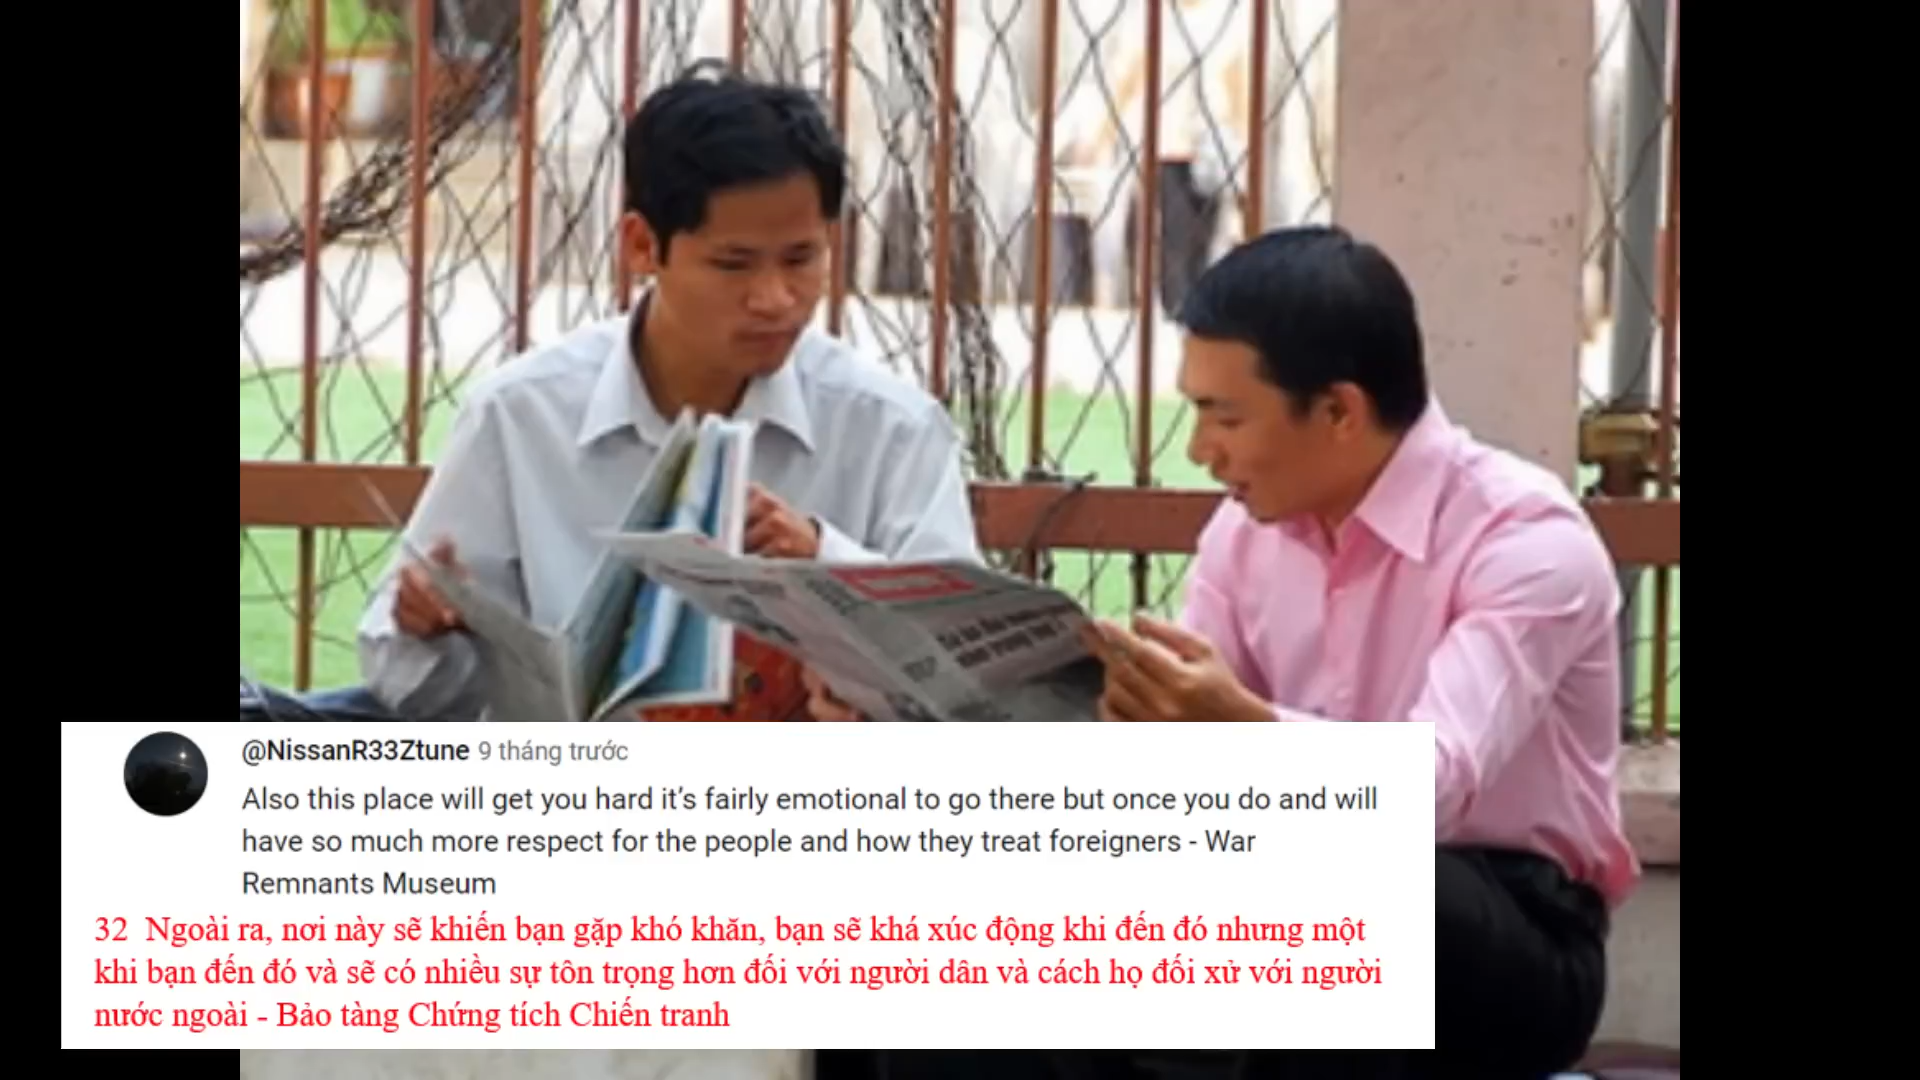 @NissanR33Ztune 9 tháng trước
Also this place will get you hard it’s fairly emotional to go there but once you do and will
have so much more respect for the people and how they treat foreigners - War
Remnants Museum
32 Ngoài ra, nơi này sẽ khiến bạn gặp khó khăn, bạn sẽ khá xúc động khi đến đó nhưng một
khi bạn đến đó và sẽ có nhiều sự tôn trọng hơn đối với người dân và cách họ đối xử với người
nước ngoài - Bảo tàng Chứng tích Chiến tranh